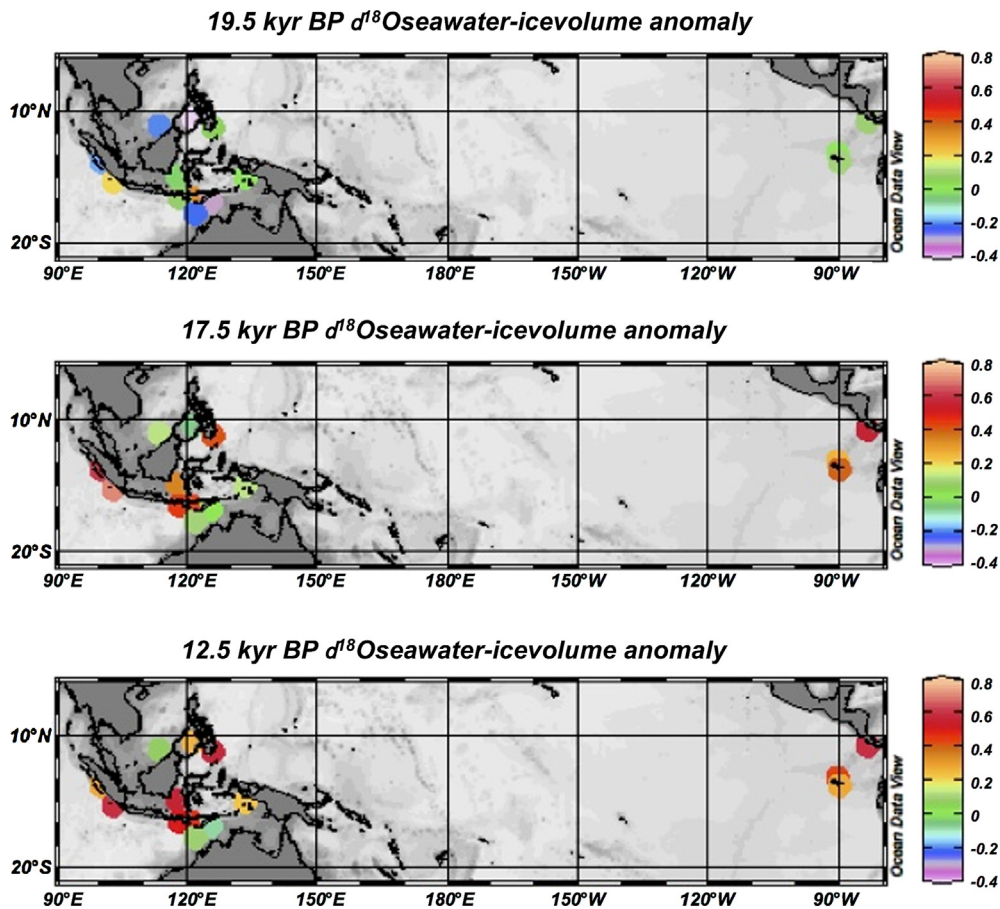 19.5 kyr BP d18Oseawater-icevolume anomaly
10°N
20°S
90°E 120°E 150°E 180°E 150°W 120°W 90°W
Ocean Data View
0.8
0.6
0.4
0.2
0
-0.2
-0.4
17.5 kyr BP d18Oseawater-icevolume anomaly
10°N
20°S
90°E 120°E 150°E 180°E 150°W 120°W 90°W
Ocean Data View
0.8
0.6
0.4
0.2
0
-0.2
-0.4
12.5 kyr BP d18Oseawater-icevolume anomaly
10°N
20°S
90°E 120°E 150°E 180°E 150°W 120°W 90°W
Ocean Data View
0.8
0.6
0.4
0.2
0
-0.2
-0.4